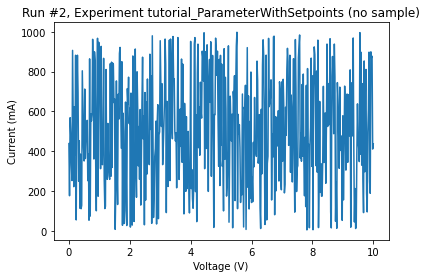 Run #2, Experiment tutorial_ParameterWithSetpoints (no sample)
1000
800
600
400
200
0
Current (mA)
0 2 4 6 8 10
Voltage (V)